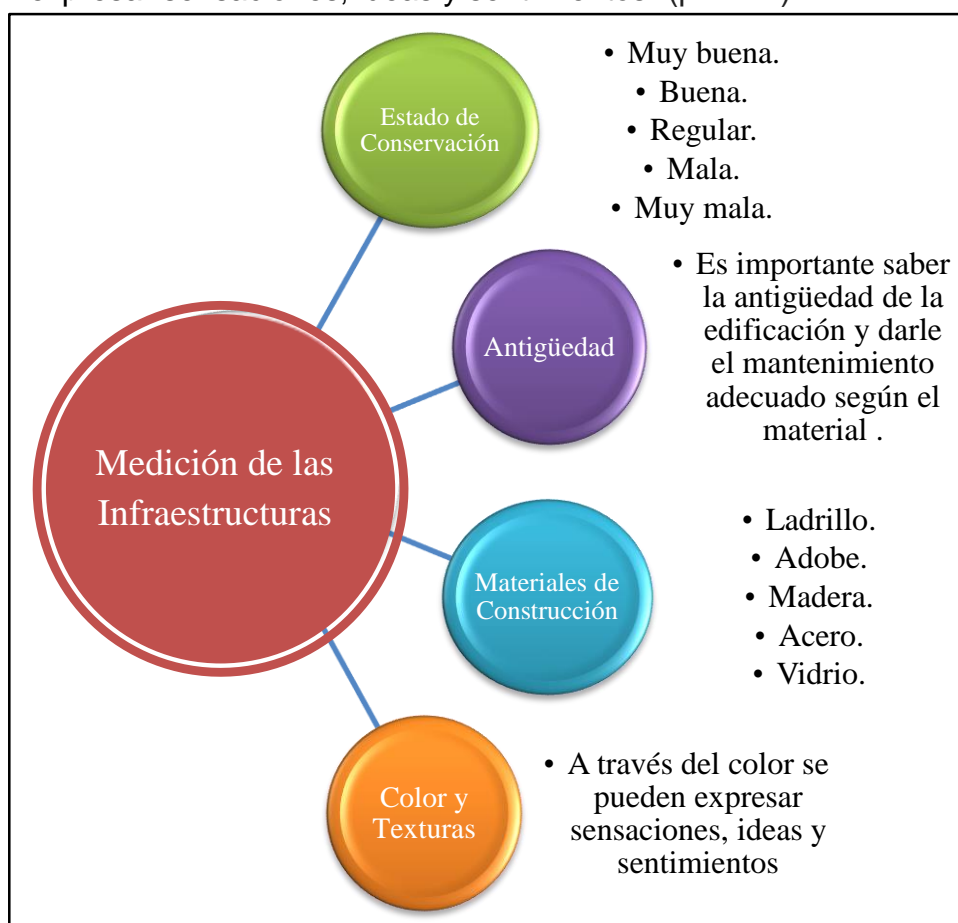 Estado de
Conservación
• Muy buena.
• Buena.
• Regular.
• Mala.
• Muy mala.
Antigüedad
• Es importante saber
la antigüedad de la
edificación y darle
el mantenimiento
adecuado según el
material .
Medición de las
Infraestructuras
Materiales de
Construcción
• Ladrillo.
• Adobe.
• Madera.
• Acero.
• Vidrio.
Color y
Texturas
• A través del color se
pueden expresar
sensaciones, ideas y
sentimientos